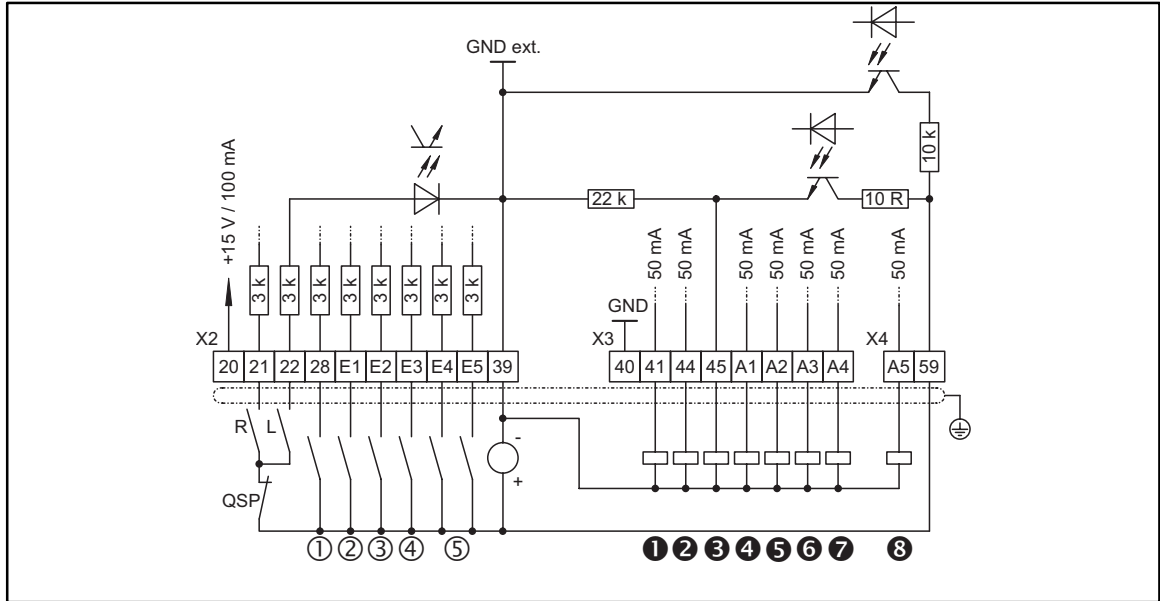 GND ext.
+15 V / 100 mA
10 k
22 k
10 R
3 k
3 k
3 k
3 k
3 k
3 k
3 k
3 k
50 mA
50 mA
50 mA
50 mA
50 mA
50 mA
50 mA
GND
X2
X3
X4
20 21 22 28 E1 E2 E3 E4 E5 39
40 41 44 45 A1 A2 A3 A4
A5 59
R L
-
+
QSP
① ② ③ ④ ⑤
❶ ❷ ❸ ❹ ❺ ❻ ❼ ❽